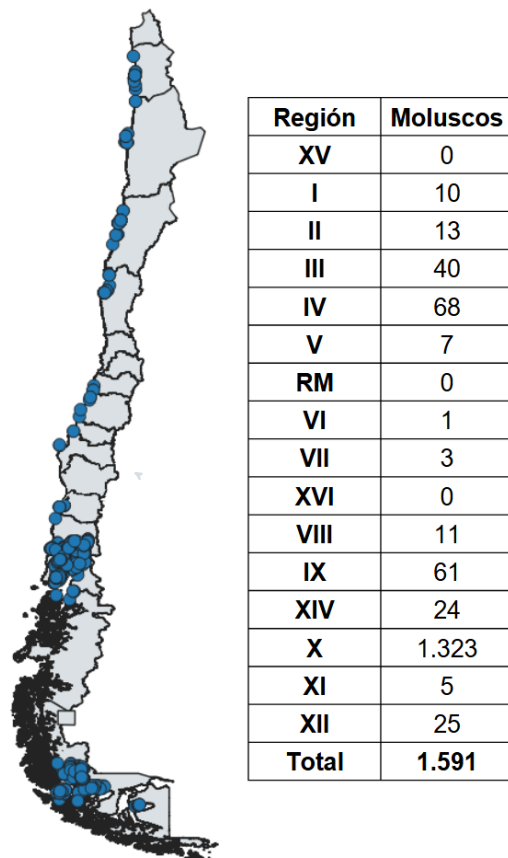 Región Moluscos
XV 0
I 10
II 13
III 40
IV 68
V 7
RM 0
VI 1
VII 3
XVI 0
VIII 11
IX 61
XIV 24
X 1.323
XI 5
XII 25
Total 1.591